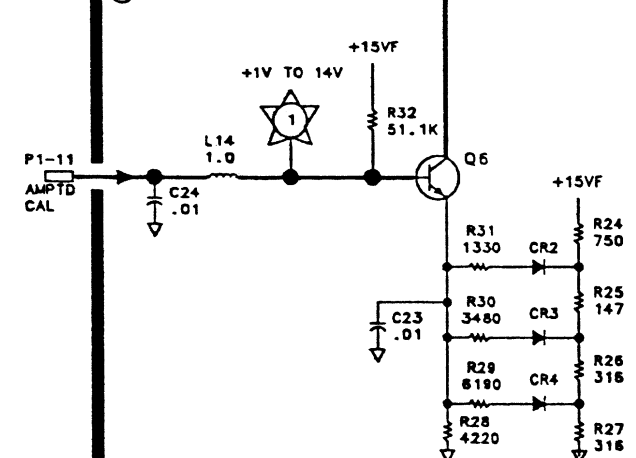 +15VF
+1V TO 14V
1
R32
51.1K
L14
1.0
P1-11
AMPTD
CAL
C24
.01
Q6
+15VF
R24
750
R31
1330
CR2
R25
147
R30
3480
CR3
C23
.01
R26
316
R29
6190
CR4
R28
4220
R27
316